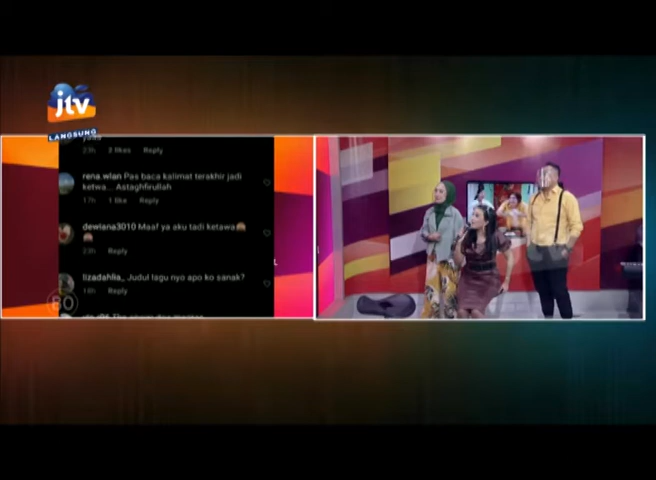 jtv
LANGSUNG
23h 2 likes Reply
rena.wlan Pas baca kalimat terakhir jadi
ketwa... Astaghfirullah
17h 1 like Reply
dewiana3010 Maaf ya aku tadi ketawa
23h Reply
lizadahlia_ Judul lagu nyo apo ko sanak?
18h Reply